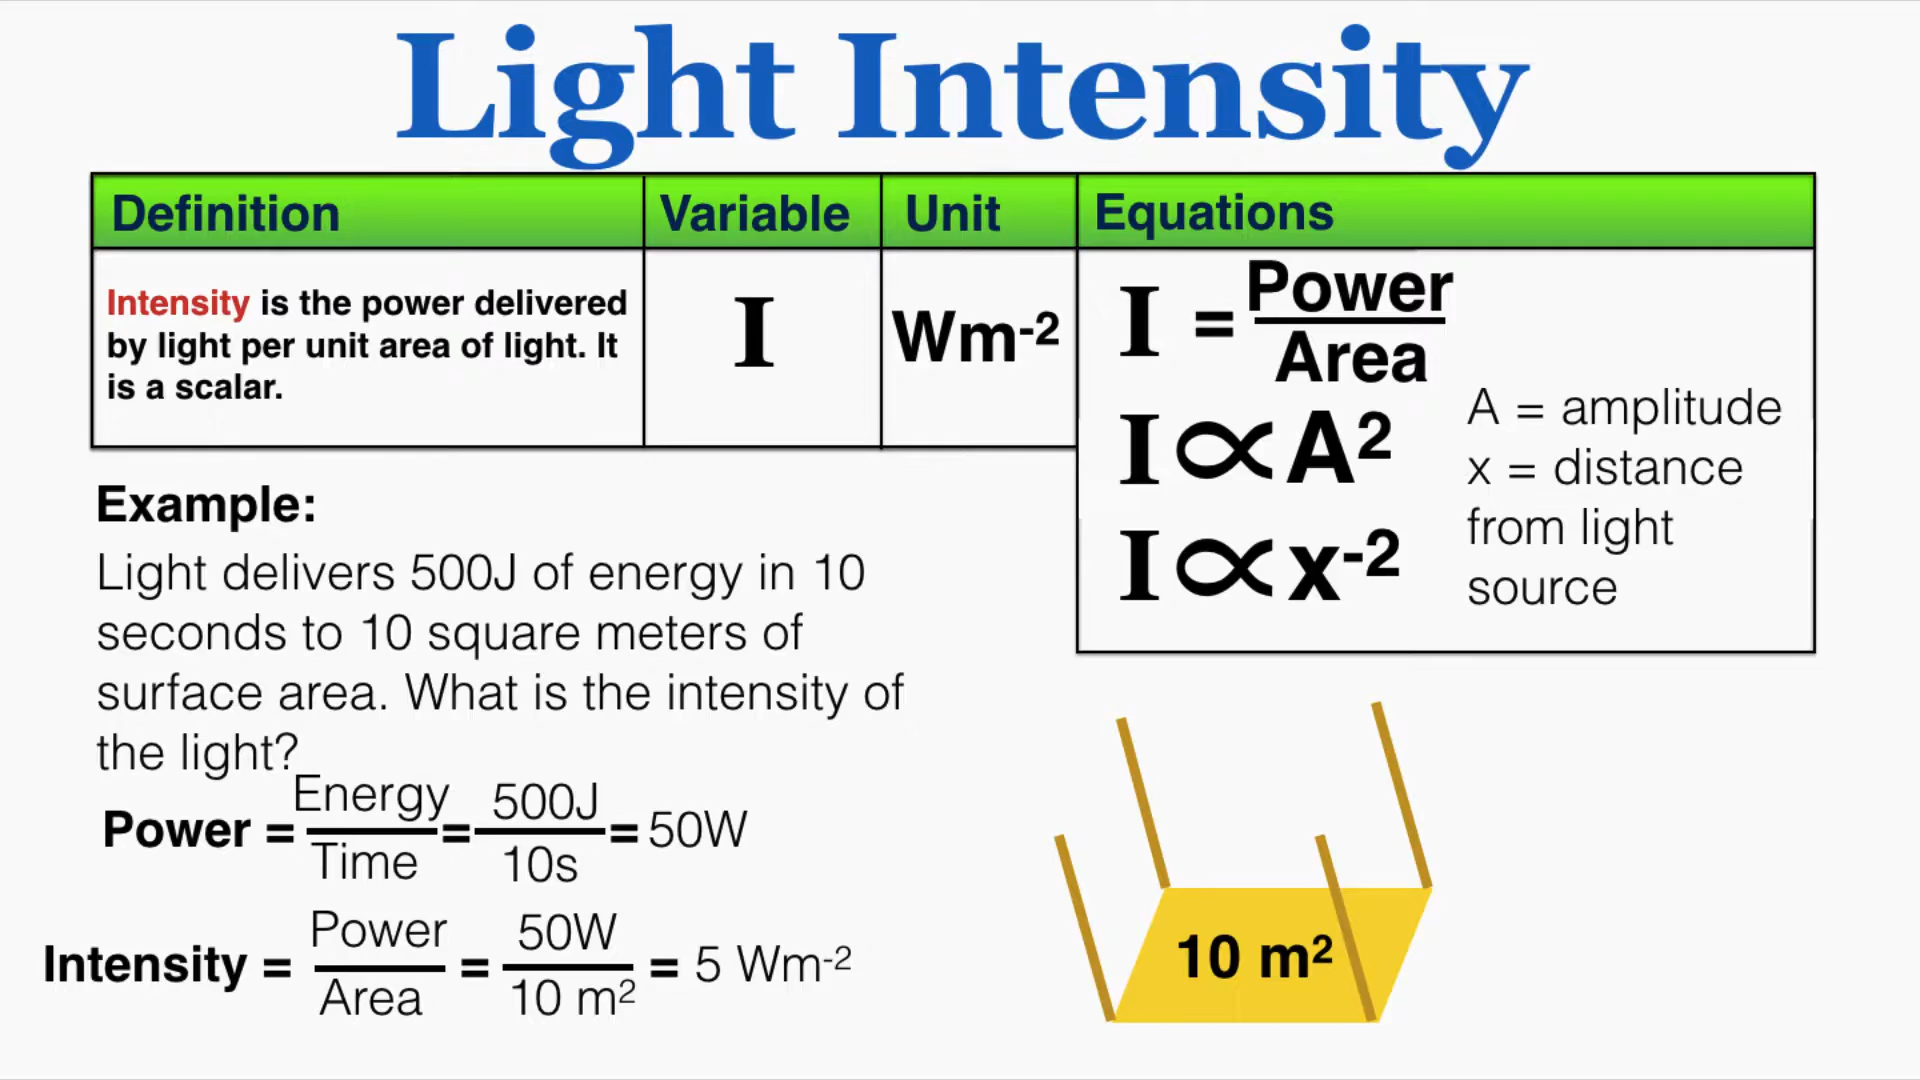 Light Intensity
Definition
Variable
Unit
Equations
Intensity is the power delivered
by light per unit area of light. It
is a scalar.
I
Wm⁻²
I = Power
Area
I ∝ A²
I ∝ x⁻²
A = amplitude
x = distance
from light
source
Example:
Light delivers 500J of energy in 10
seconds to 10 square meters of
surface area. What is the intensity of
the light?
Energy 500J
Power = = = 50W
Time 10s
Power 50W
Intensity = = = 5 Wm⁻²
Area 10 m²
10 m²